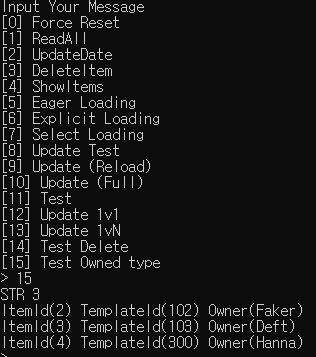 Input Your Message
[0] Force Reset
[1] ReadAll
[2] UpdateDate
[3] DeleteItem
[4] ShowItems
[5] Eager Loading
[6] Explicit Loading
[7] Select Loading
[8] Update Test
[9] Update (Reload)
[10] Update (Full)
[11] Test
[12] Update 1v1
[13] Update 1vN
[14] Test Delete
[15] Test Owned type
> 15
STR 3
ItemId(2) TemplateId(102) Owner(Faker)
ItemId(3) TemplateId(103) Owner(Deft)
ItemId(4) TemplateId(300) Owner(Hanna)
>